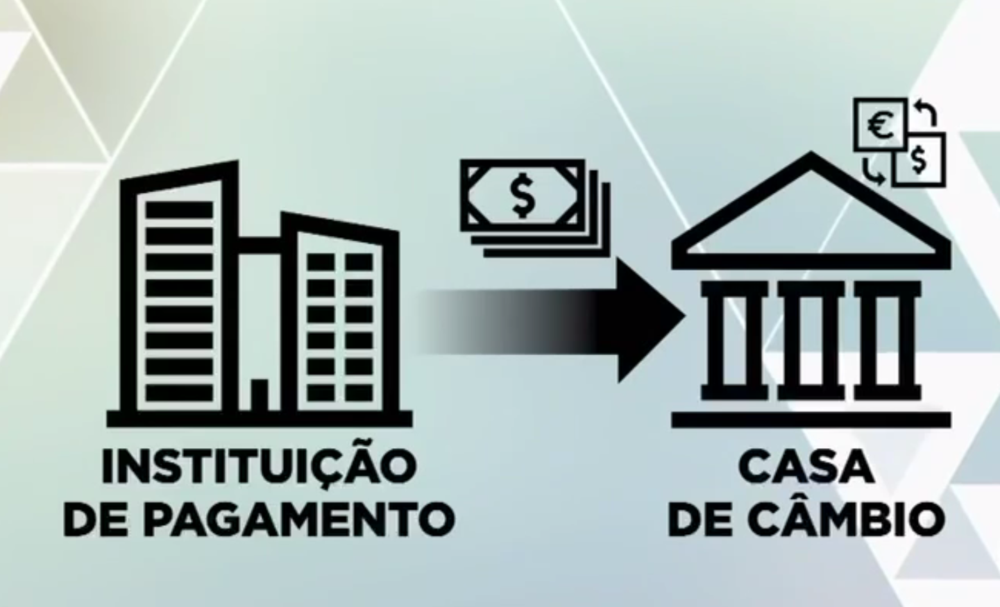 €
$
$
INSTITUIÇÃO
DE PAGAMENTO
CASA
DE CÂMBIO